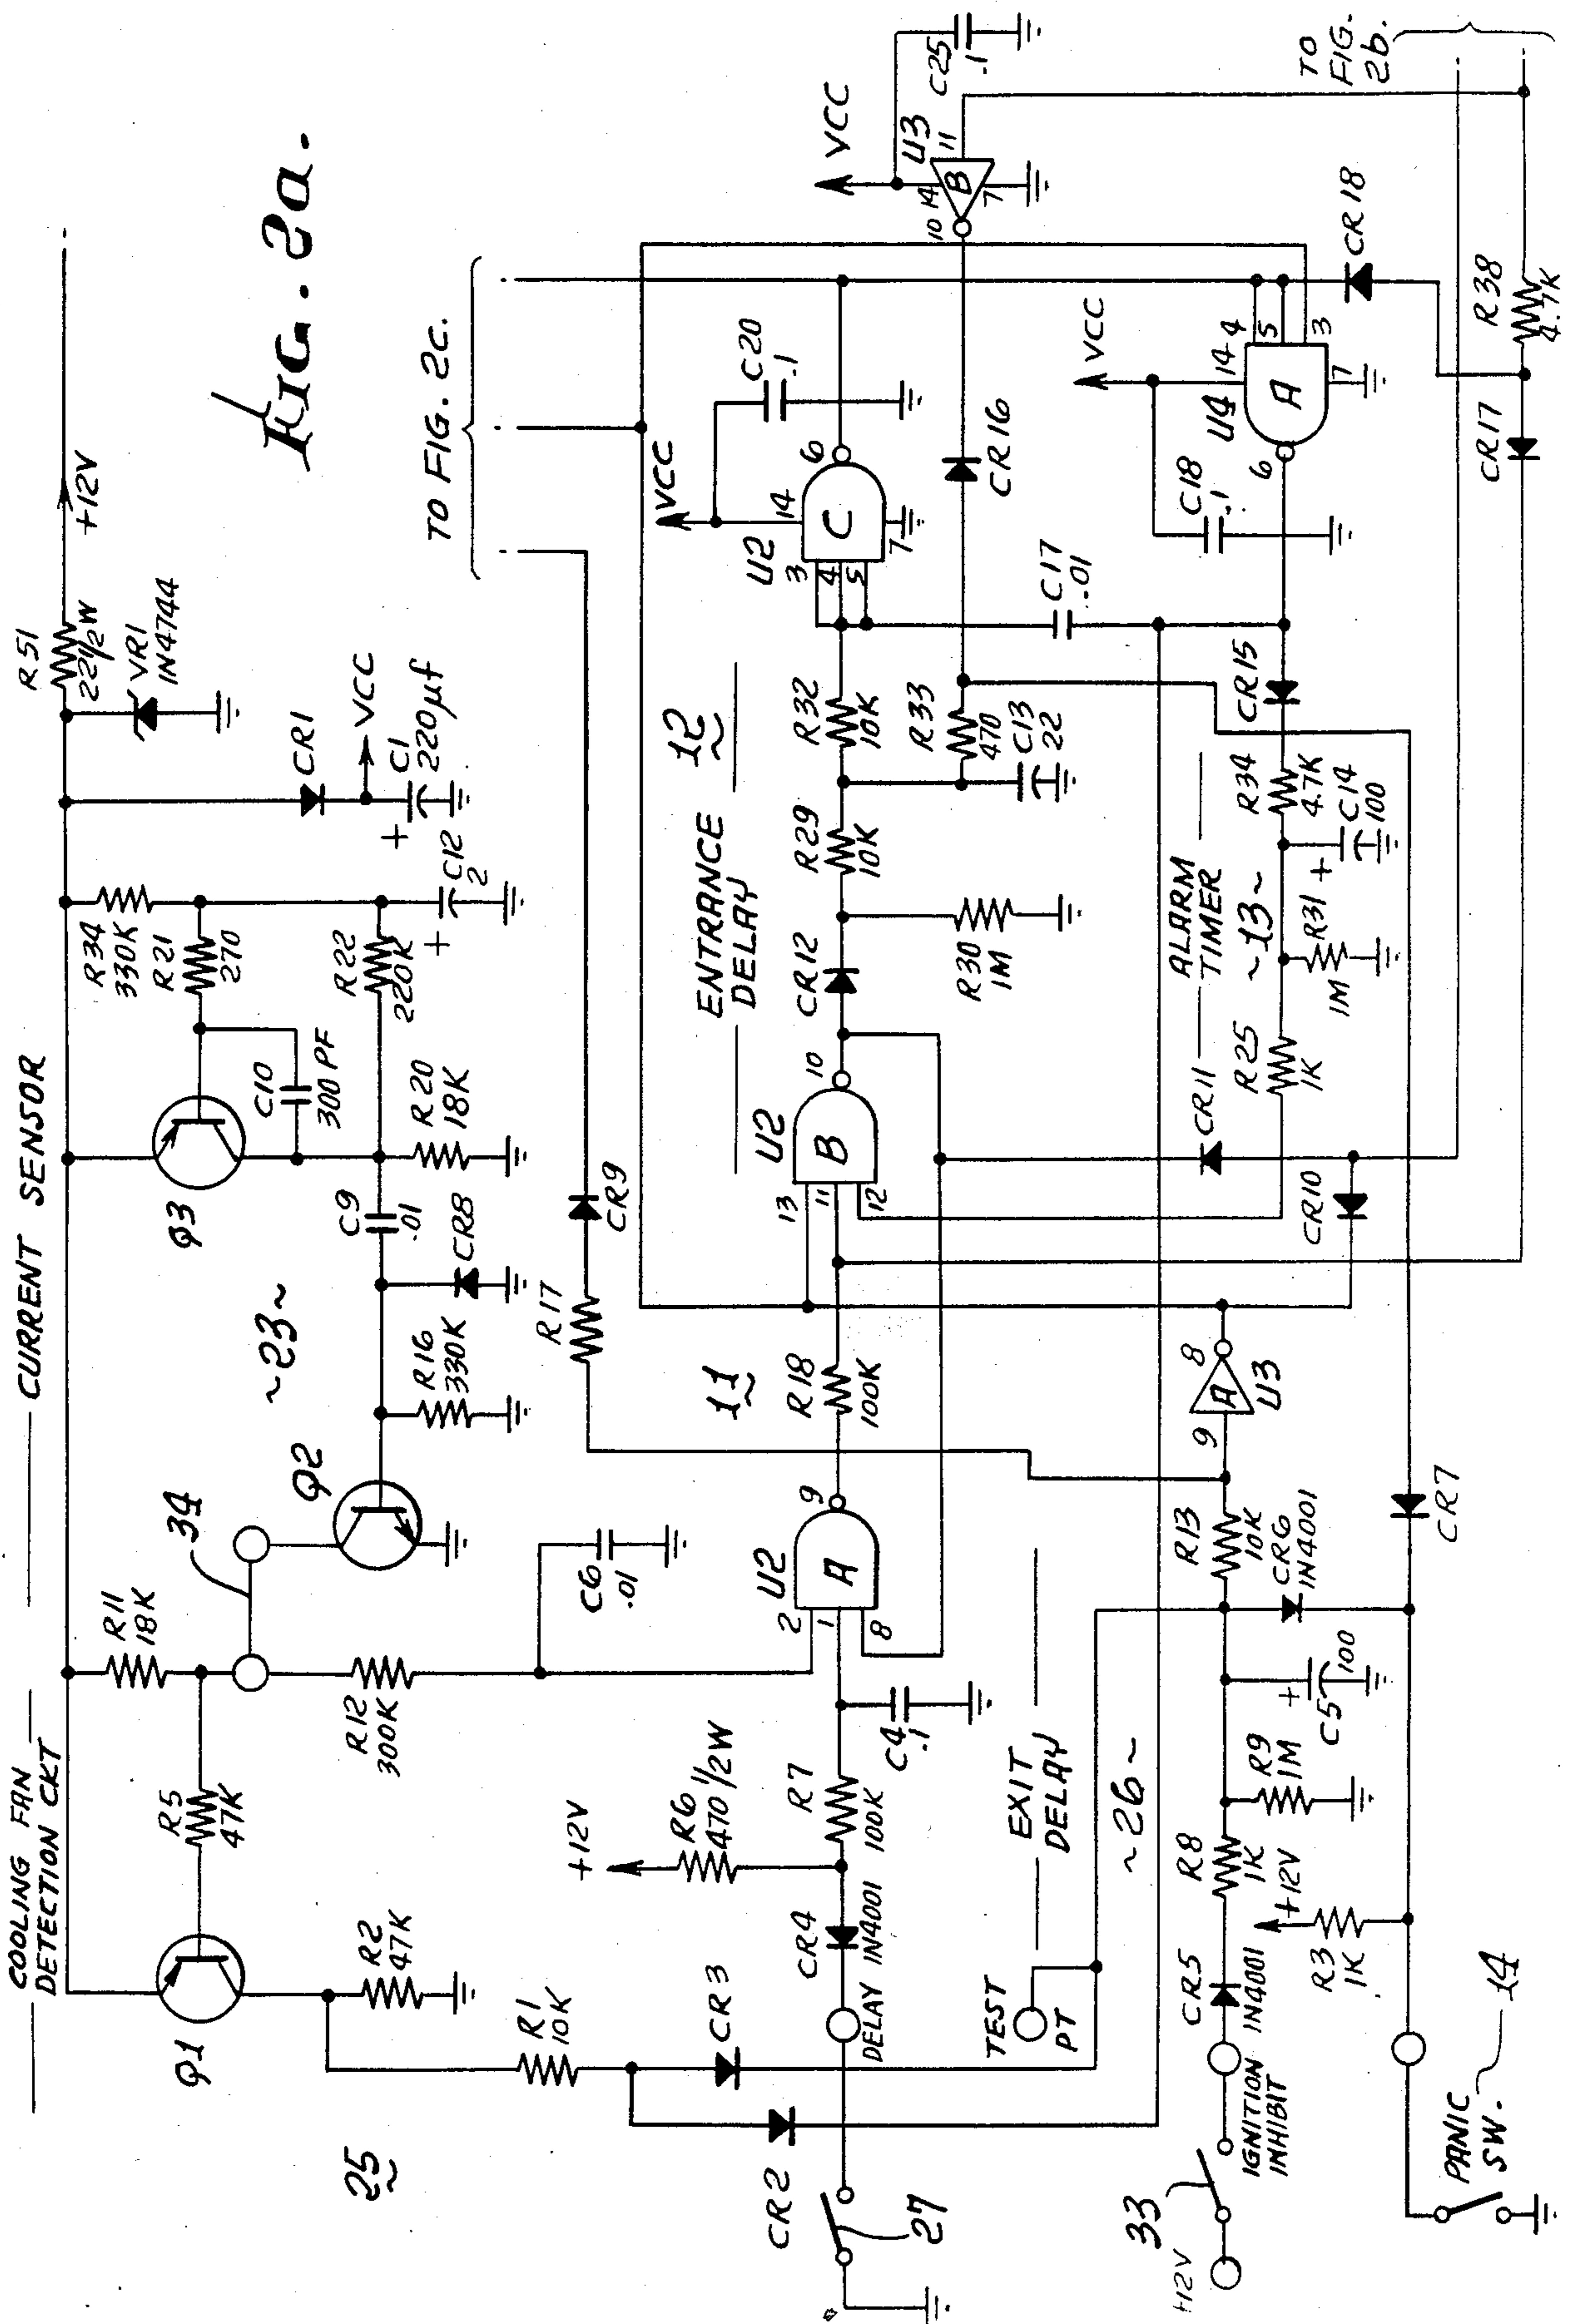 COOLING FAN
DETECTION CKT
CURRENT SENSOR
FIG. 2a.
25
Q1
R2
47K
R5
47K
R11
18K
34
R12
300K
Q2
~23~
R16
330K
CR8
C9
.01
Q3
C10
300 PF
R20
18K
R34
330K
R21
270
R22
220K
+
C12
2
CR1
VCC
+
C1
220µf
R51
22 1/2 W
VR1
1N4744
+12V
TO FIG. 2c.
R1
10K
CR3
CR2
27
DELAY
CR4
1N4001
+12V
R6
470 1/2W
R7
100K
C4
.1
C6
.01
U2
A
2
1
8
9
11
R18
100K
R17
CR9
U2
B
13
11
12
10
ENTRANCE
DELAY
12
CR12
R30
1M
R29
10K
R32
10K
R33
470
C13
22
U2
C
3
4
5
14
6
7
VCC
C20
.1
C17
.01
CR16
U3
B
10
14
11
7
VCC
C25
.1
TEST
PT
EXIT
DELAY
~26~
33
+12V
IGNITION
INHIBIT
CR5
1N4001
R8
1K
R9
1M
+
C5
100
R13
10K
CR6
1N4001
9
A
8
U3
CR10
CR11
ALARM
TIMER
~13~
R25
1K
R31
1M
+
C14
100
R34
4.7K
CR15
U4
A
6
14
4
5
3
7
VCC
C18
.1
CR18
PANIC
SW.
14
+12V
R3
1K
CR7
CR17
R38
4.7K
TO
FIG.
2b.